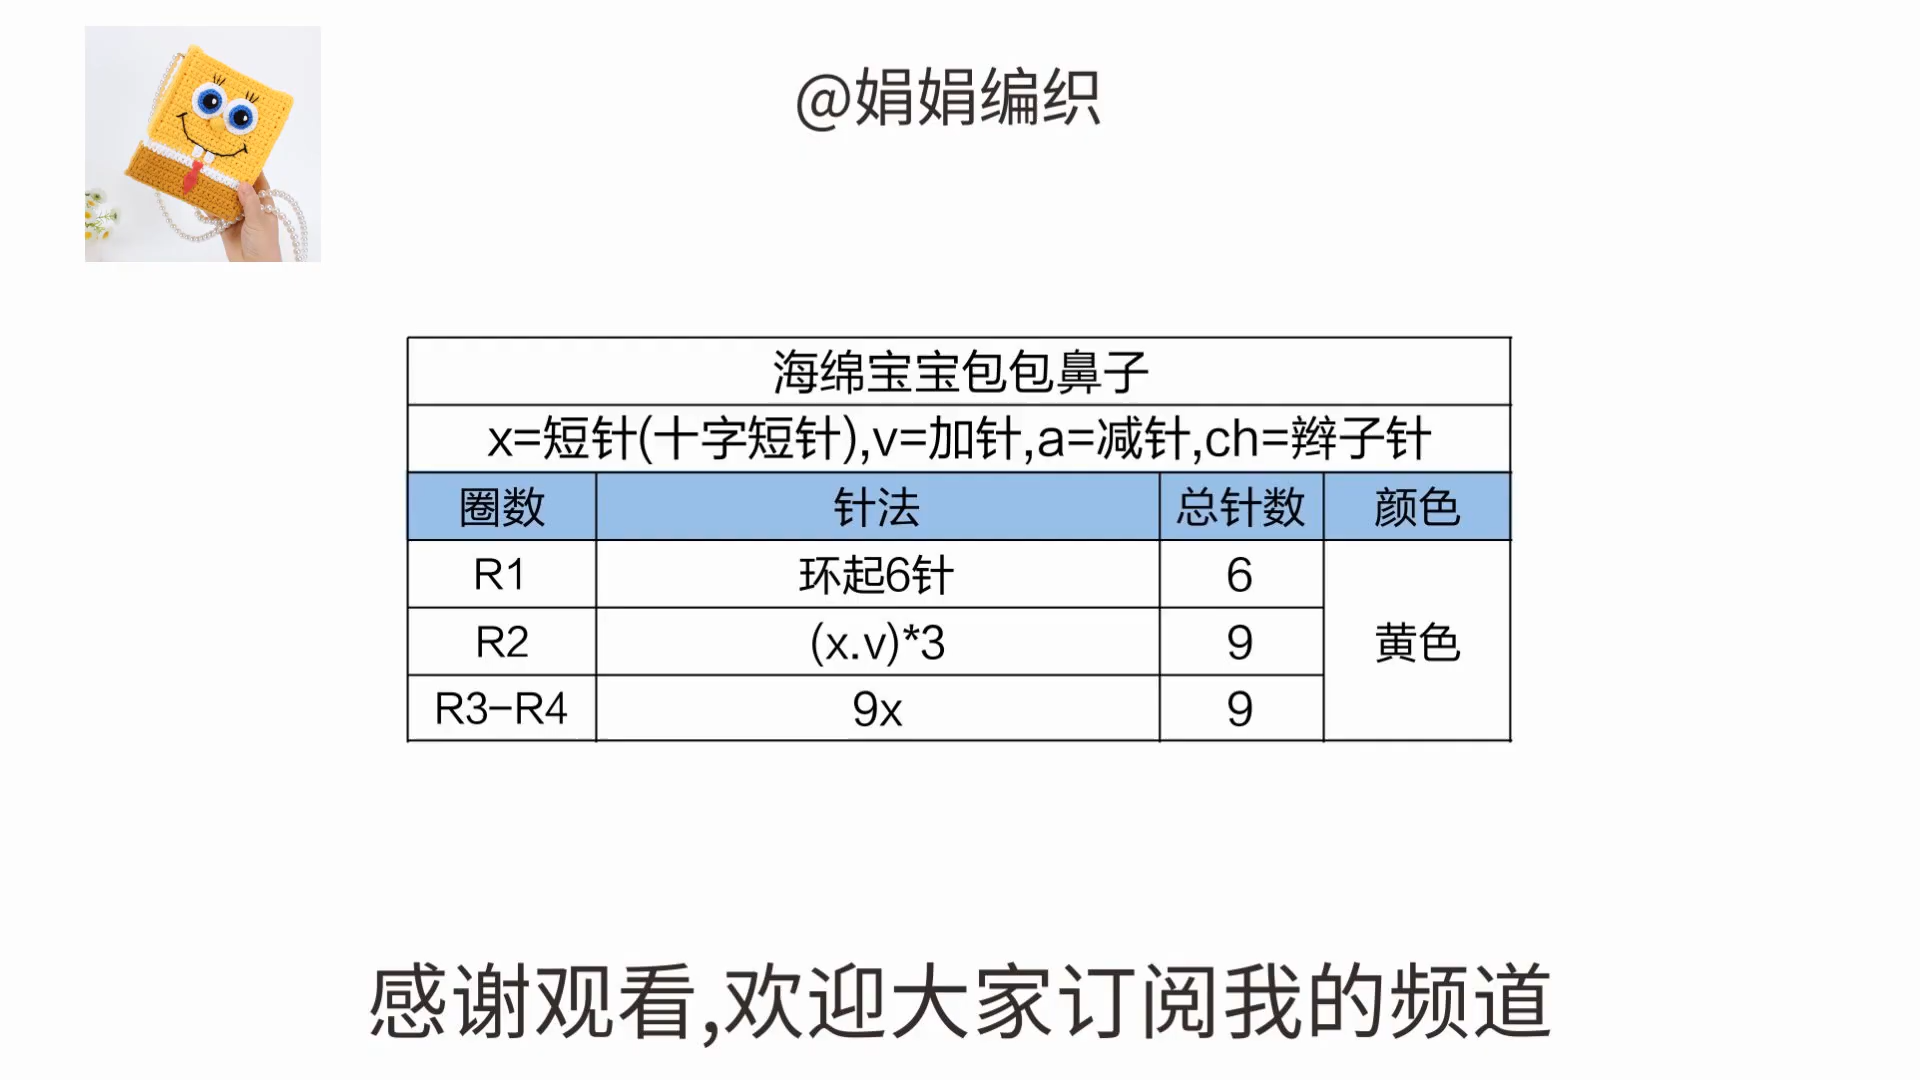 @娟娟编织
海绵宝宝包包鼻子
x=短针(十字短针),v=加针,a=减针,ch=辫子针
圈数 针法 总针数 颜色
R1 环起6针 6
R2 (x.v)*3 9 黄色
R3-R4 9x 9
感谢观看,欢迎大家订阅我的频道